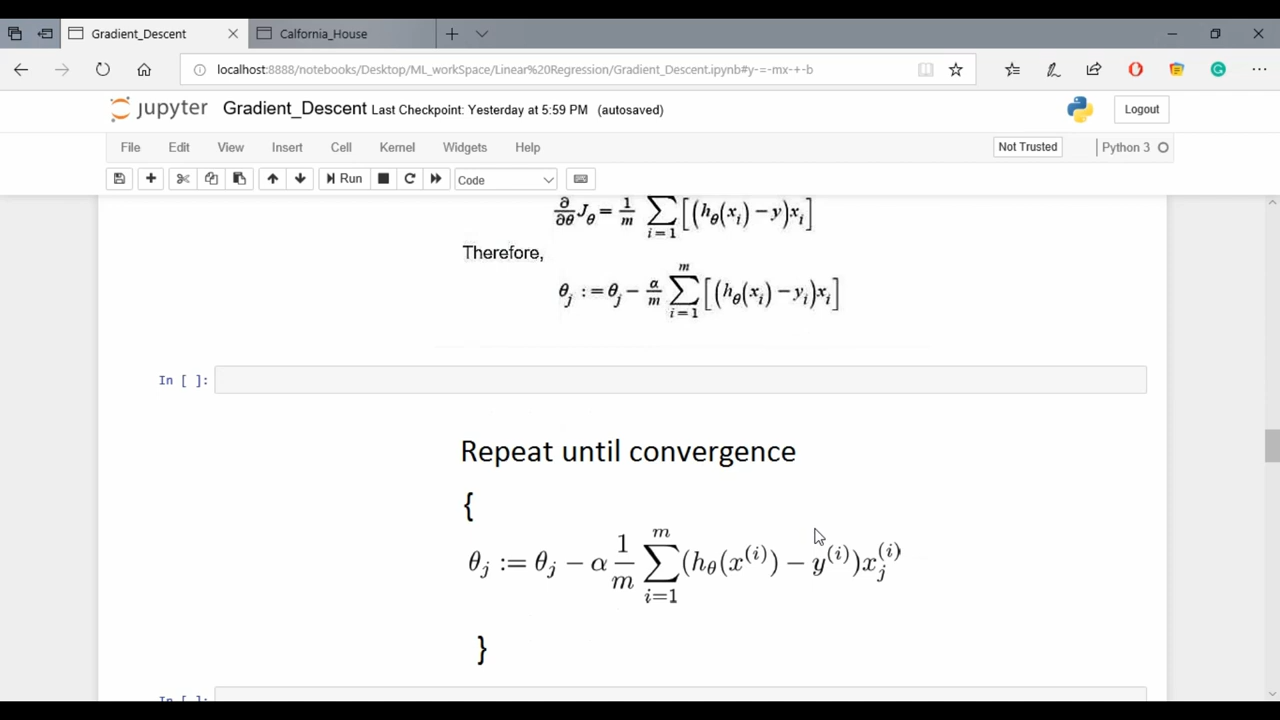 Gradient_Descent
Calfornia_House
localhost:8888/notebooks/Desktop/ML_workSpace/Linear%20Regression/Gradient_Descent.ipynb#y-=-mx-+-b
jupyter Gradient_Descent Last Checkpoint: Yesterday at 5:59 PM (autosaved)
Logout
File Edit View Insert Cell Kernel Widgets Help
Not Trusted
Python 3
Run
Code
∂/∂θ J_θ = 1/m ∑_{i=1} [(h_θ(x_i) − y)x_i]
Therefore,
θ_j := θ_j − α/m ∑_{i=1}^{m} [(h_θ(x_i) − y_i)x_i]
In [ ]:
Repeat until convergence
{
θ_j := θ_j − α 1/m ∑_{i=1}^{m} (h_θ(x^{(i)}) − y^{(i)})x_j^{(i)}
}
In [ ]: